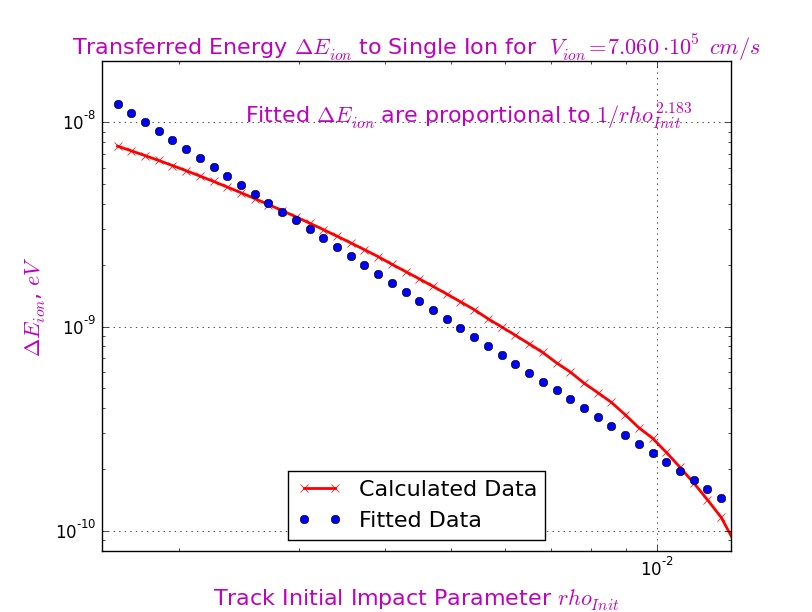 Transferred Energy ΔE_ion to Single Ion for V_ion=7.060·10^5 cm/s
Fitted ΔE_ion are proportional to 1/rho_Init^2.183
10^-8
10^-9
10^-10
ΔE_ion, eV
Calculated Data
Fitted Data
10^-2
Track Initial Impact Parameter rho_Init